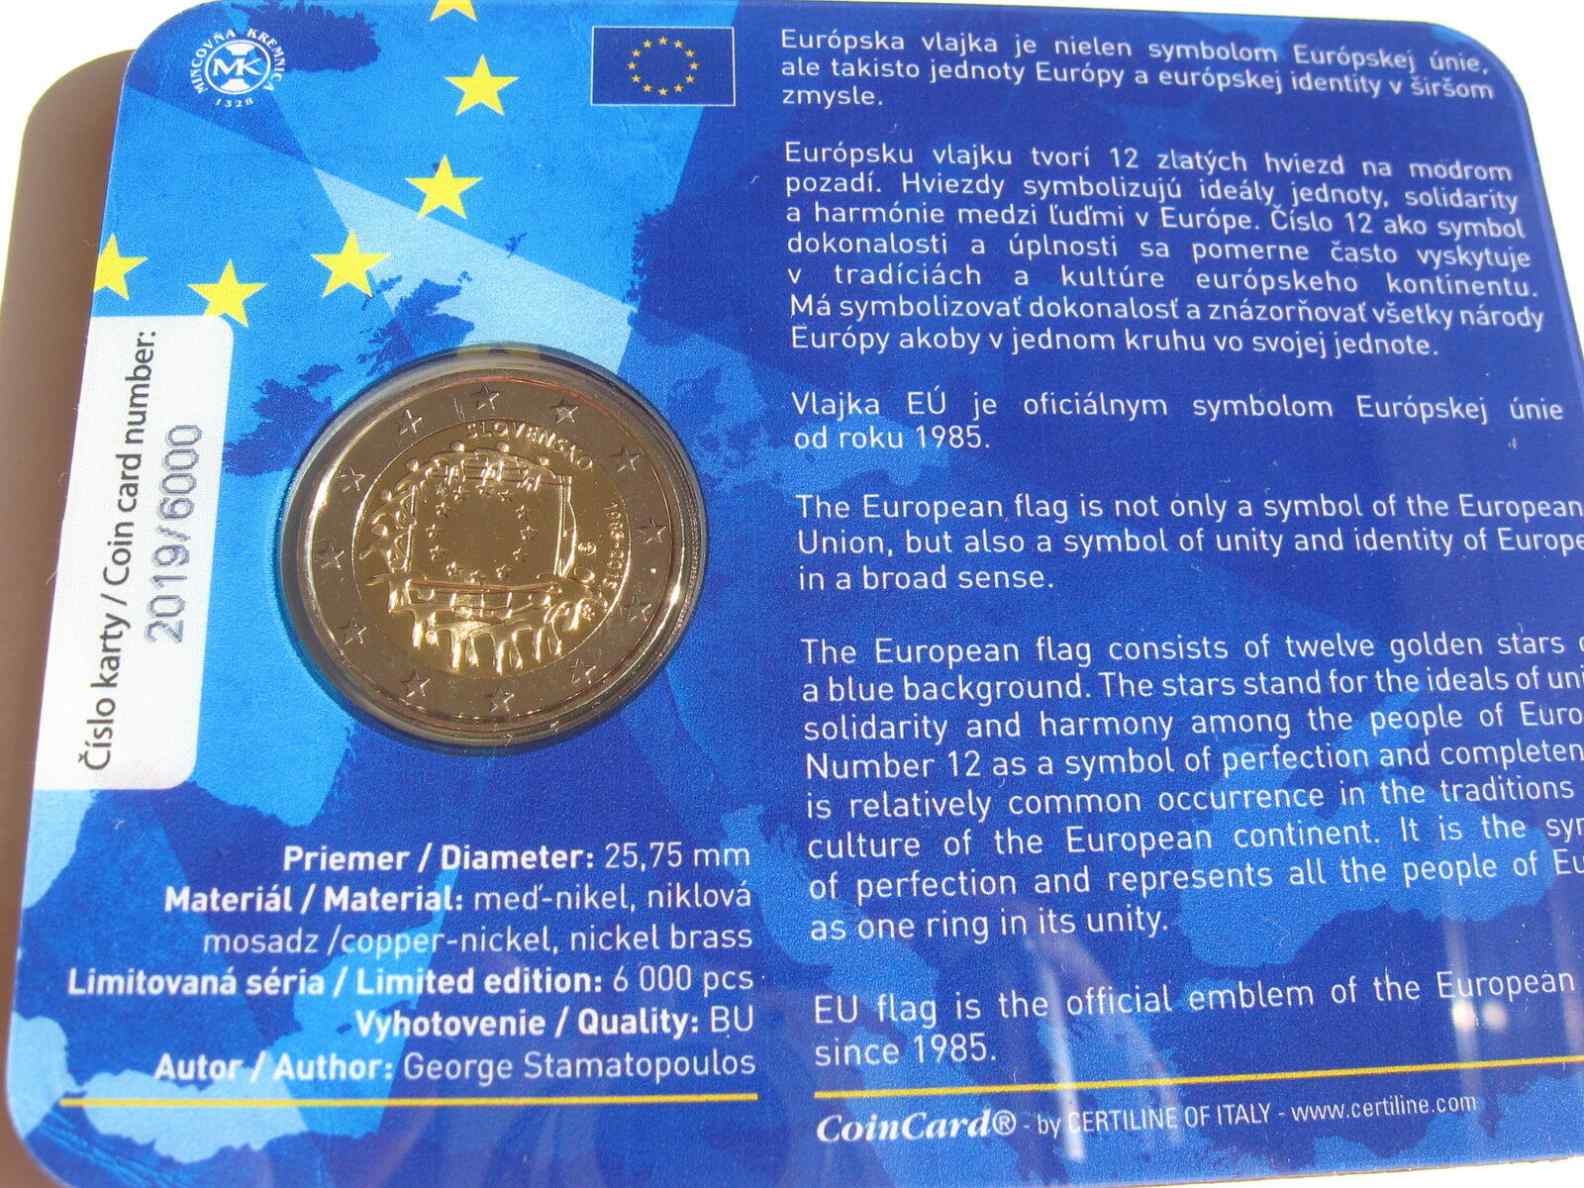 MINCOVŇA KREMNICA
MK
1328
Európska vlajka je nielen symbolom Európskej únie,
ale takisto jednoty Európy a európskej identity v širšom
zmysle.
Európsku vlajku tvorí 12 zlatých hviezd na modrom
pozadí. Hviezdy symbolizujú ideály jednoty, solidarity
a harmónie medzi ľuďmi v Európe. Číslo 12 ako symbol
dokonalosti a úplnosti sa pomerne často vyskytuje
v tradíciách a kultúre európskeho kontinentu.
Má symbolizovať dokonalosť a znázorňovať všetky národy
Európy akoby v jednom kruhu vo svojej jednote.
Vlajka EÚ je oficiálnym symbolom Európskej únie
od roku 1985.
The European flag is not only a symbol of the European
Union, but also a symbol of unity and identity of Europe
in a broad sense.
The European flag consists of twelve golden stars
a blue background. The stars stand for the ideals of
solidarity and harmony among the people of
Number 12 as a symbol of perfection and
is relatively common occurrence in the traditions
culture of the European continent. It is the
of perfection and represents all the people of
as one ring in its unity.
EU flag is the official emblem of the European
since 1985.
CoinCard® - by CERTILINE OF ITALY - www.certiline.com
Číslo karty / Coin card number:
2019/6000
SLOVENSKO
1985-2015
Priemer / Diameter: 25,75 mm
Materiál / Material: meď-nikel, niklová
mosadz /copper-nickel, nickel brass
Limitovaná séria / Limited edition: 6 000 pcs
Vyhotovenie / Quality: BU
Autor / Author: George Stamatopoulos